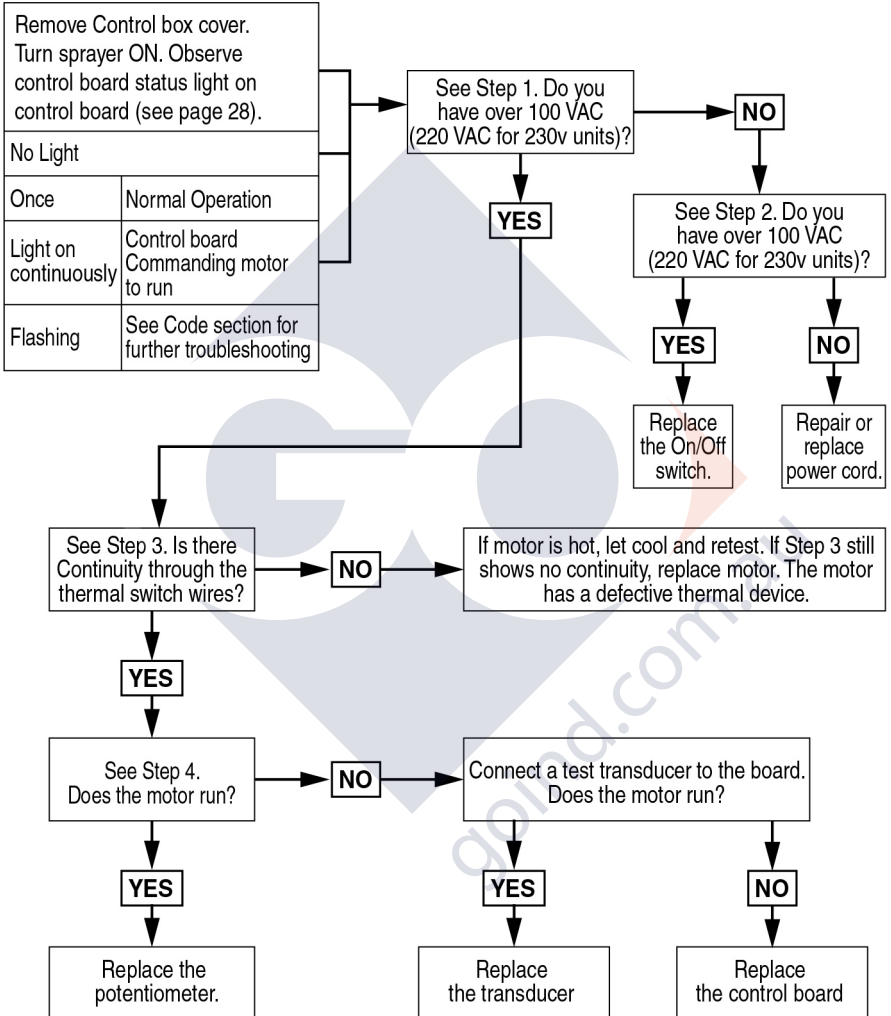 Remove Control box cover.
Turn sprayer ON. Observe
control board status light on
control board (see page 28).
No Light
Once
Normal Operation
Light on
continuously
Control board
Commanding motor
to run
Flashing
See Code section for
further troubleshooting
See Step 1. Do you
have over 100 VAC
(220 VAC for 230v units)?
NO
YES
See Step 2. Do you
have over 100 VAC
(220 VAC for 230v units)?
YES
NO
Replace
the On/Off
switch.
Repair or
replace
power cord.
See Step 3. Is there
Continuity through the
thermal switch wires?
NO
If motor is hot, let cool and retest. If Step 3 still
shows no continuity, replace motor. The motor
has a defective thermal device.
YES
See Step 4.
Does the motor run?
NO
Connect a test transducer to the board.
Does the motor run?
YES
YES
NO
Replace the
potentiometer.
Replace
the transducer
Replace
the control board
GO
goind.com.au